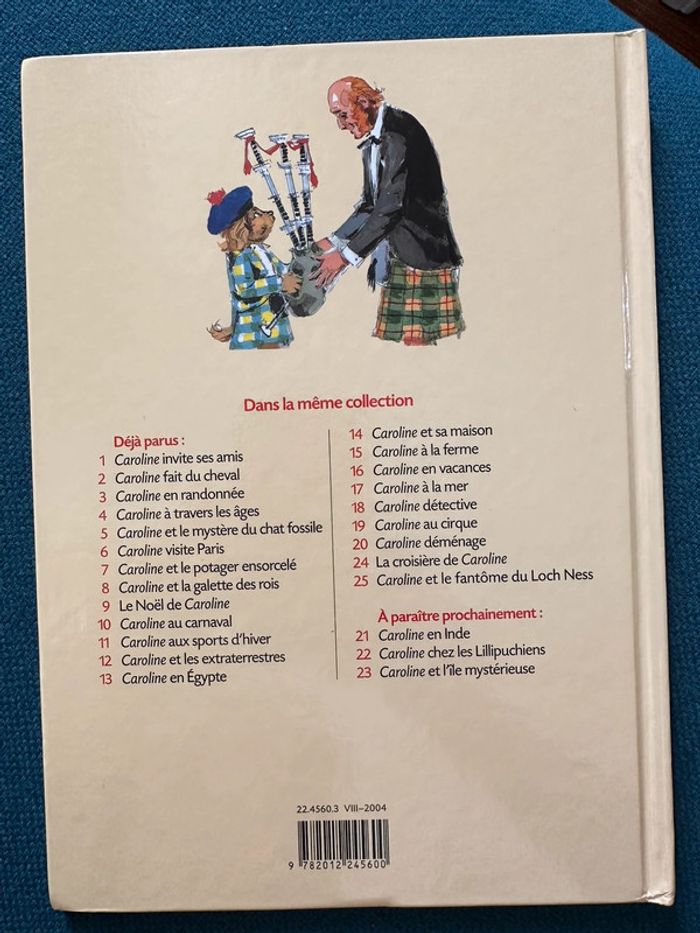 Dans la même collection
Déjà parus :
1 Caroline invite ses amis
2 Caroline fait du cheval
3 Caroline en randonnée
4 Caroline à travers les âges
5 Caroline et le mystère du chat fossile
6 Caroline visite Paris
7 Caroline et le potager ensorcelé
8 Caroline et la galette des rois
9 Le Noël de Caroline
10 Caroline au carnaval
11 Caroline aux sports d'hiver
12 Caroline et les extraterrestres
13 Caroline en Égypte
14 Caroline et sa maison
15 Caroline à la ferme
16 Caroline en vacances
17 Caroline à la mer
18 Caroline détective
19 Caroline au cirque
20 Caroline déménage
24 La croisière de Caroline
25 Caroline et le fantôme du Loch Ness
À paraître prochainement :
21 Caroline en Inde
22 Caroline chez les Lillipuchiens
23 Caroline et l'île mystérieuse
22.4560.3 VIII–2004
9 782012 245600